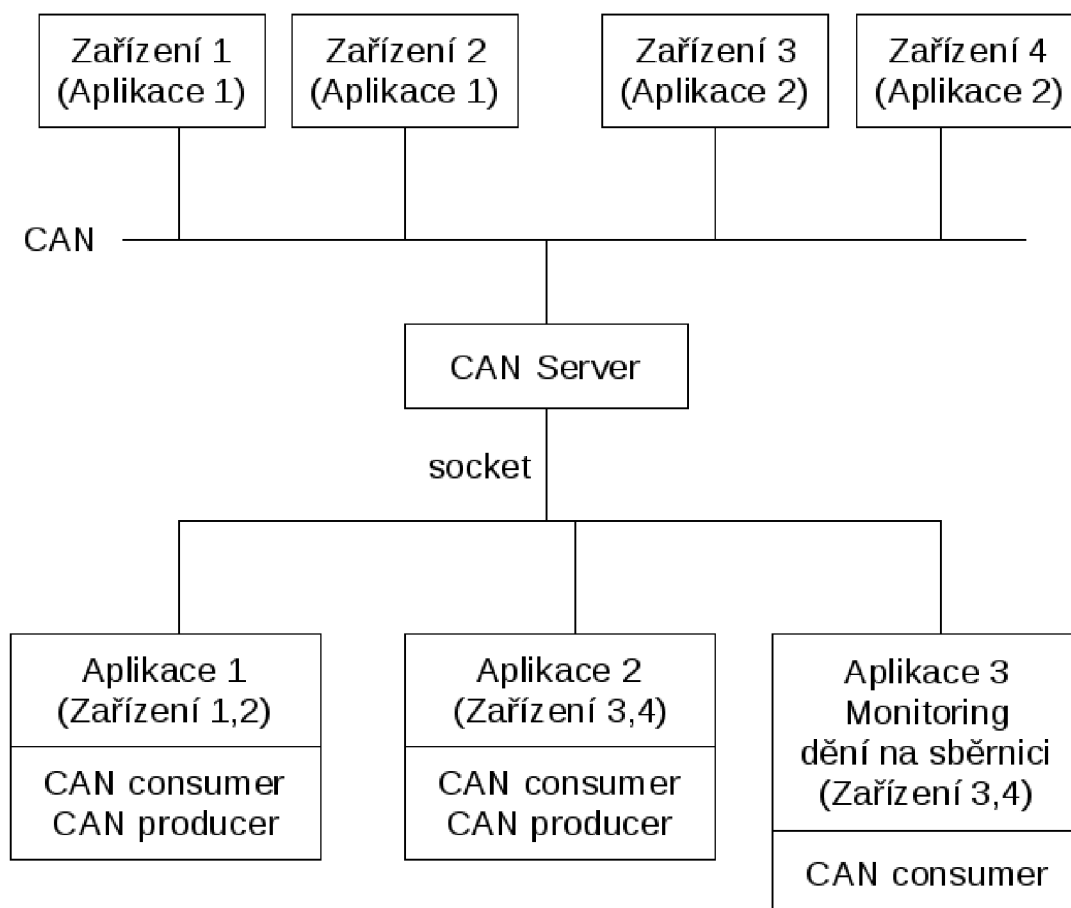 Zařízení 1
(Aplikace 1)
Zařízení 2
(Aplikace 1)
Zařízení 3
(Aplikace 2)
Zařízení 4
(Aplikace 2)
CAN
CAN Server
socket
Aplikace 1
(Zařízení 1,2)
CAN consumer
CAN producer
Aplikace 2
(Zařízení 3,4)
CAN consumer
CAN producer
Aplikace 3
Monitoring
dění na sběrnici
(Zařízení 3,4)
CAN consumer